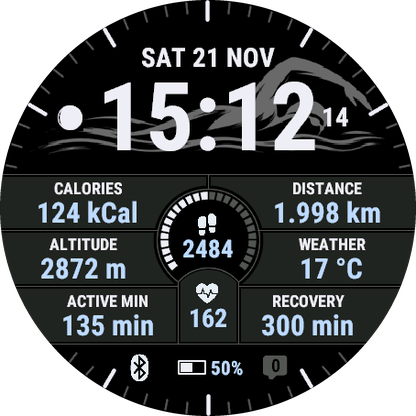 SAT 21 NOV
15:12 14
CALORIES
124 kCal
DISTANCE
1.998 km
2484
ALTITUDE
2872 m
WEATHER
17 °C
ACTIVE MIN
135 min
162
RECOVERY
300 min
50%
0